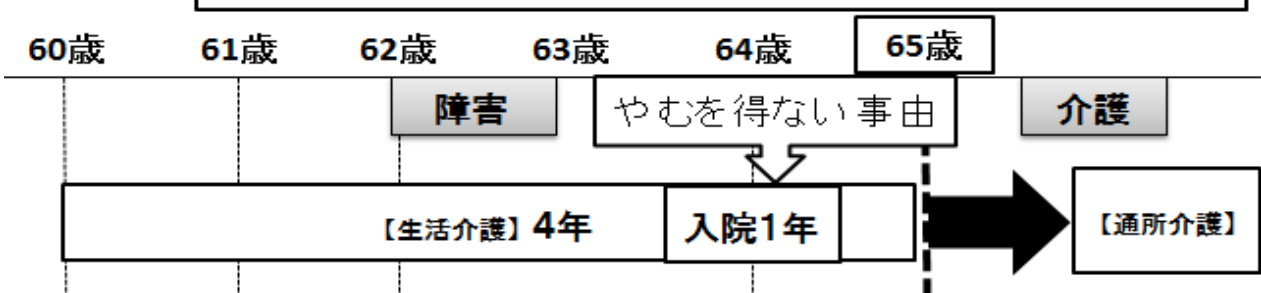 60歳 61歳 62歳 63歳 64歳 65歳
障害 やむを得ない事由 介護
【生活介護】4年 入院1年 【通所介護】